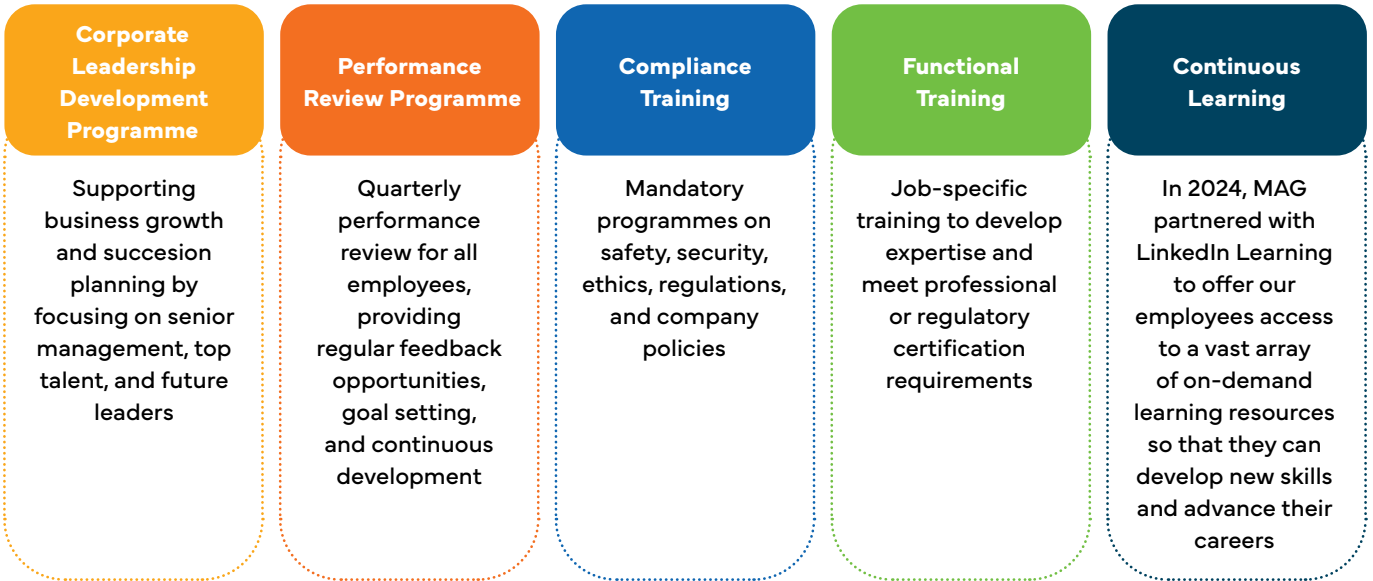 Corporate
Leadership
Development
Programme
Supporting
business growth
and succesion
planning by
focusing on senior
management, top
talent, and future
leaders
Performance
Review Programme
Quarterly
performance
review for all
employees,
providing
regular feedback
opportunities,
goal setting,
and continuous
development
Compliance
Training
Mandatory
programmes on
safety, security,
ethics, regulations,
and company
policies
Functional
Training
Job-specific
training to develop
expertise and
meet professional
or regulatory
certification
requirements
Continuous
Learning
In 2024, MAG
partnered with
LinkedIn Learning
to offer our
employees access
to a vast array
of on-demand
learning resources
so that they can
develop new skills
and advance their
careers